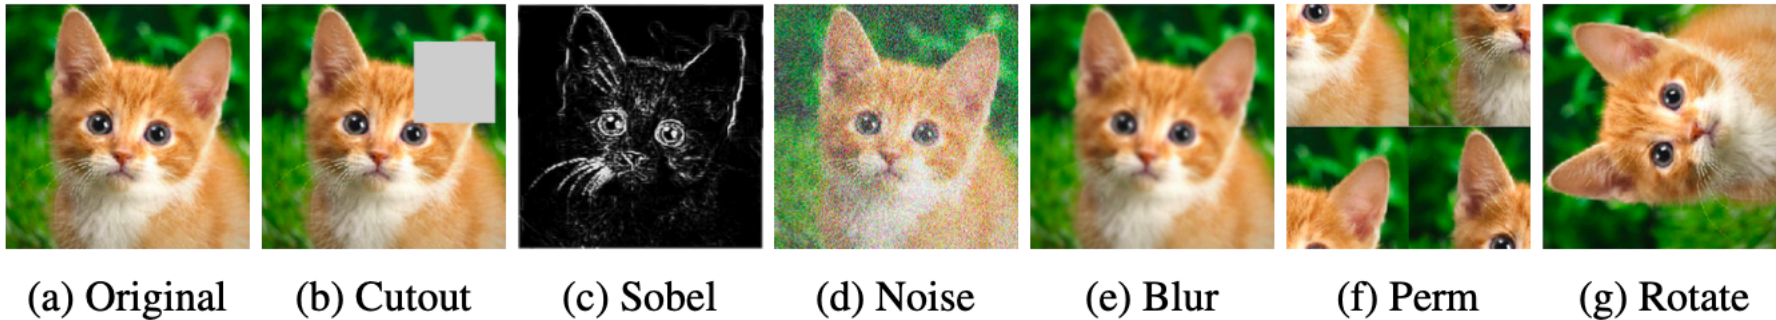 (a) Original (b) Cutout (c) Sobel (d) Noise (e) Blur (f) Perm (g) Rotate